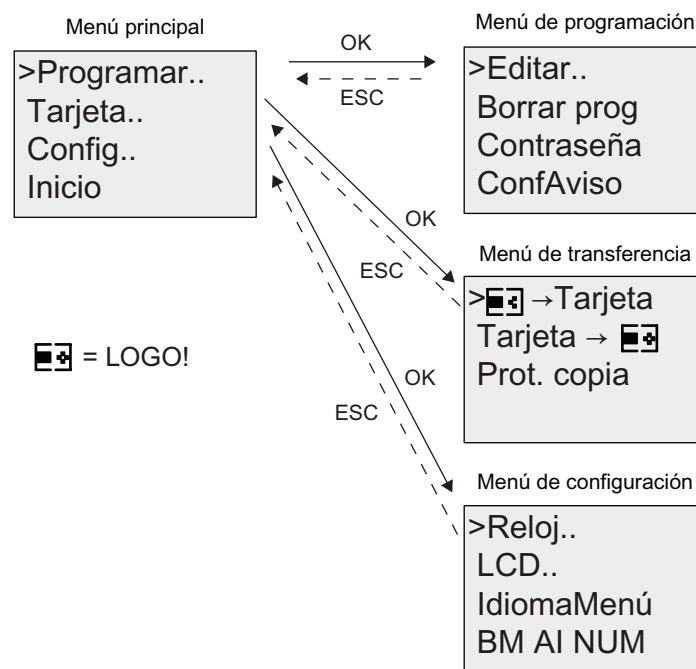 Menú principal
>Programar..
Tarjeta..
Config..
Inicio
OK
ESC
Menú de programación
>Editar..
Borrar prog
Contraseña
ConfAviso
OK
ESC
Menú de transferencia
> →Tarjeta
Tarjeta →
Prot. copia
= LOGO!
OK
ESC
Menú de configuración
>Reloj..
LCD..
IdiomaMenú
BM AI NUM